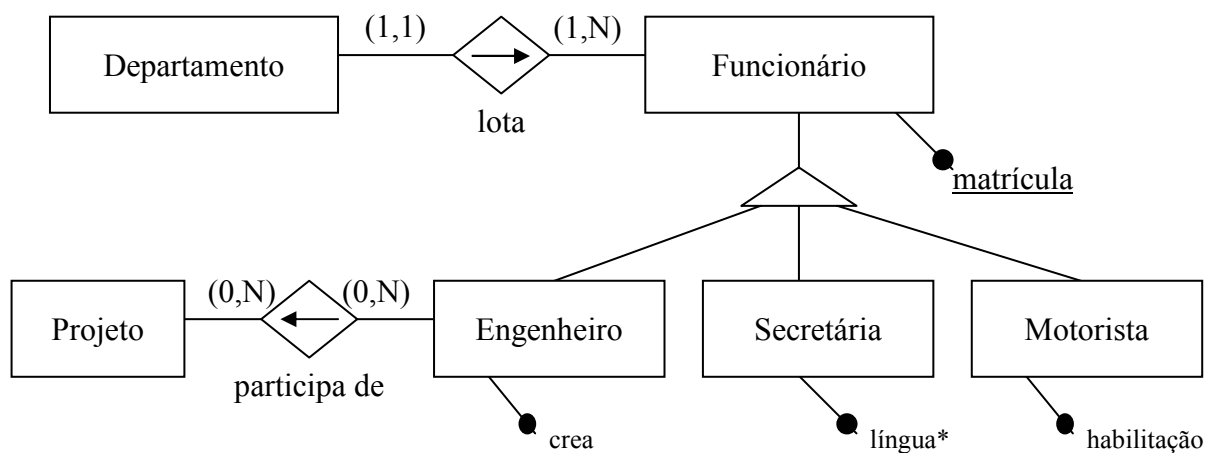 (1,1) (1,N)
Departamento Funcionário
lota
matrícula
(0,N) (0,N)
Projeto Engenheiro Secretária Motorista
participa de
crea língua* habilitação